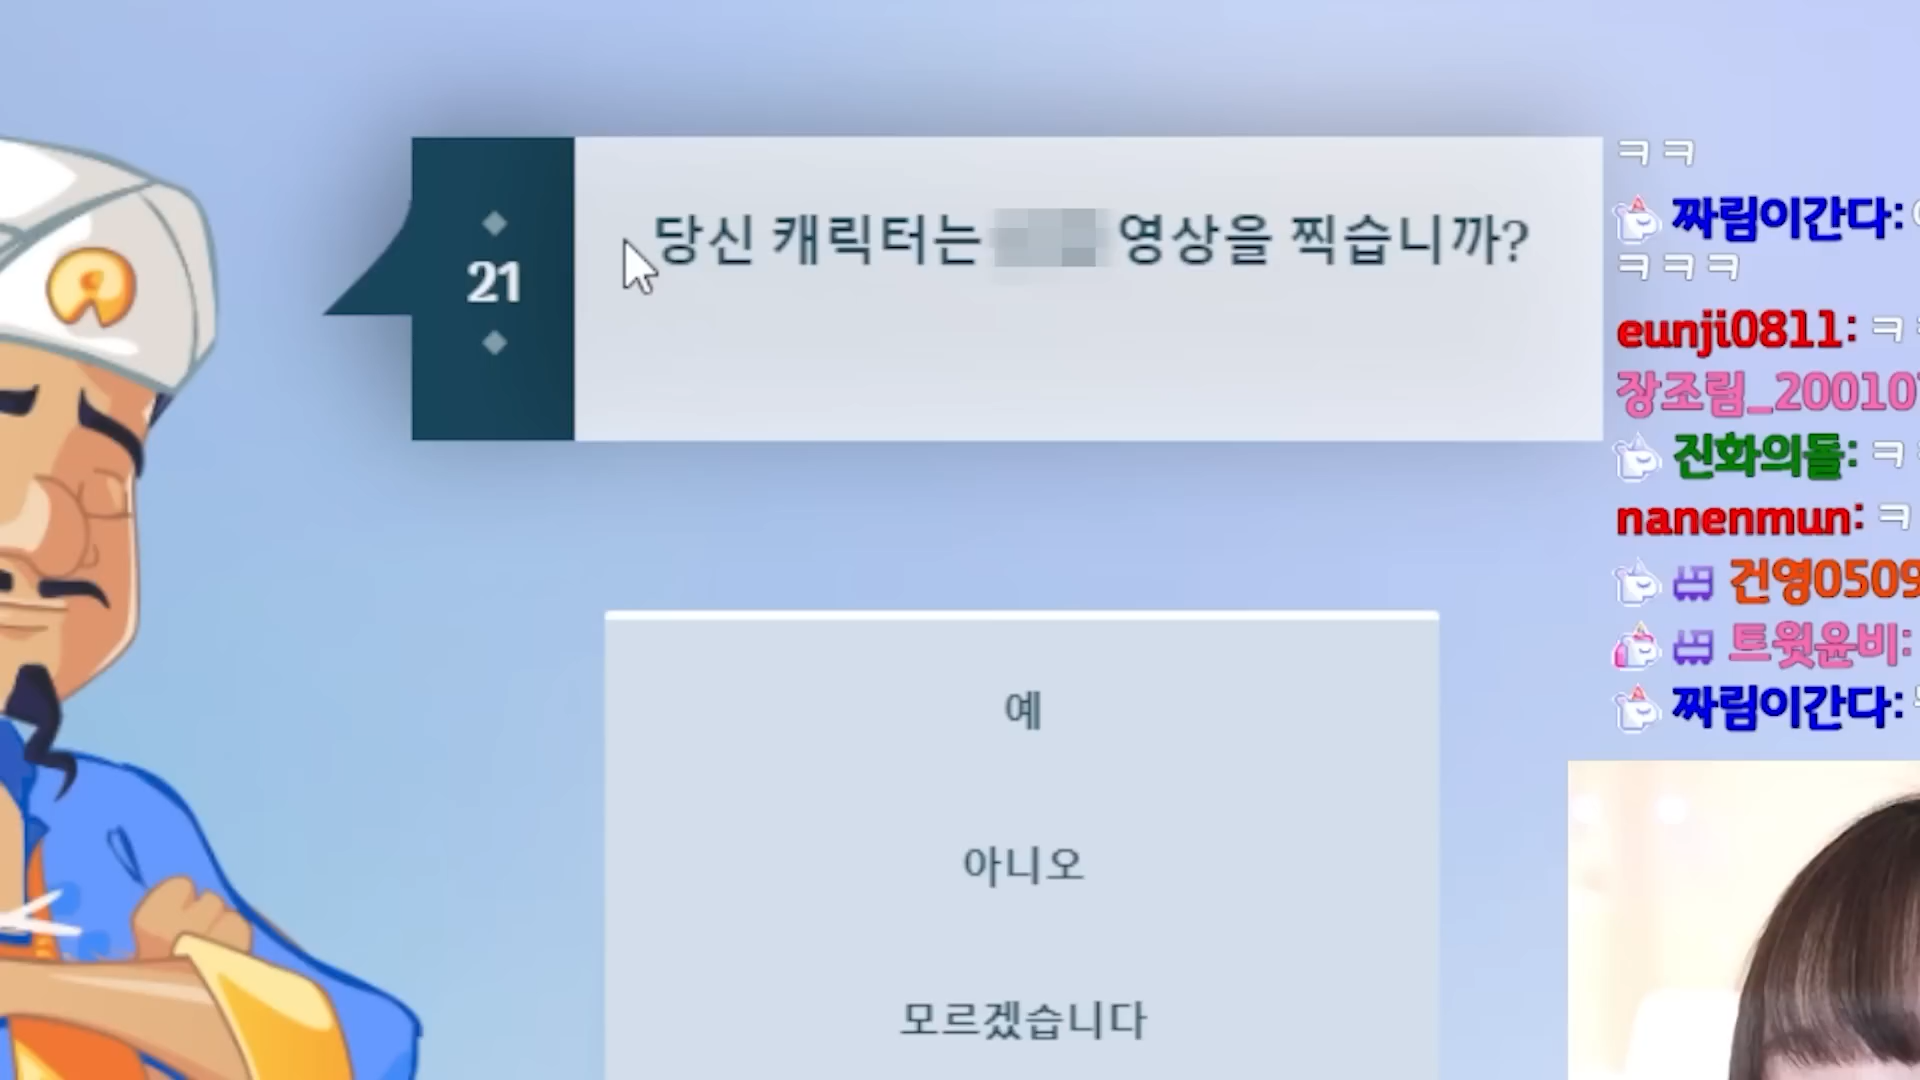 21
당신 캐릭터는 영상을 찍습니까?
예
아니오
모르겠습니다
ㅋㅋ
짜림이간다:
ㅋㅋㅋ
eunji0811: ㅋ
장조림_20010
진화의돌: ㅋ
nanenmun: ㅋ
건영0509
트윗윤비:
짜림이간다: